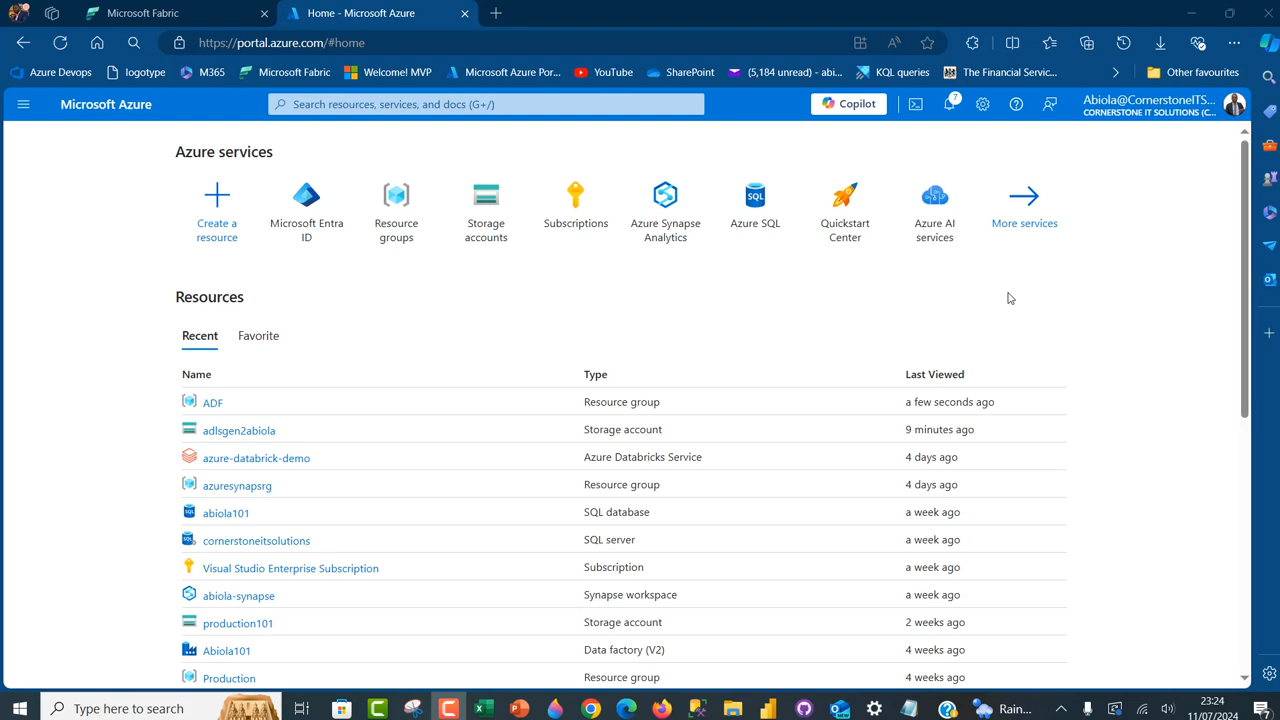 Microsoft Fabric
Home - Microsoft Azure
https://portal.azure.com/#home
Azure Devops
logotype
M365
Microsoft Fabric
Welcome! MVP
Microsoft Azure Por...
YouTube
SharePoint
(5,184 unread) - abi...
KQL queries
The Financial Servic...
Other favourites
Microsoft Azure
Search resources, services, and docs (G+/)
Copilot
7
Abiola@CornerstoneITS...
CORNERSTONE IT SOLUTIONS (C...
Azure services
Create a resource
Microsoft Entra ID
Resource groups
Storage accounts
Subscriptions
Azure Synapse Analytics
Azure SQL
Quickstart Center
Azure AI services
More services
Resources
Recent Favorite
Name Type Last Viewed
ADF Resource group a few seconds ago
adlsgen2abiola Storage account 9 minutes ago
azure-databrick-demo Azure Databricks Service 4 days ago
azuresynapsrg Resource group 4 days ago
abiola101 SQL database a week ago
cornerstoneitsolutions SQL server a week ago
Visual Studio Enterprise Subscription Subscription a week ago
abiola-synapse Synapse workspace a week ago
production101 Storage account 2 weeks ago
Abiola101 Data factory (V2) 4 weeks ago
Production Resource group 4 weeks ago
Type here to search
Rain...
23:24
11/07/2024